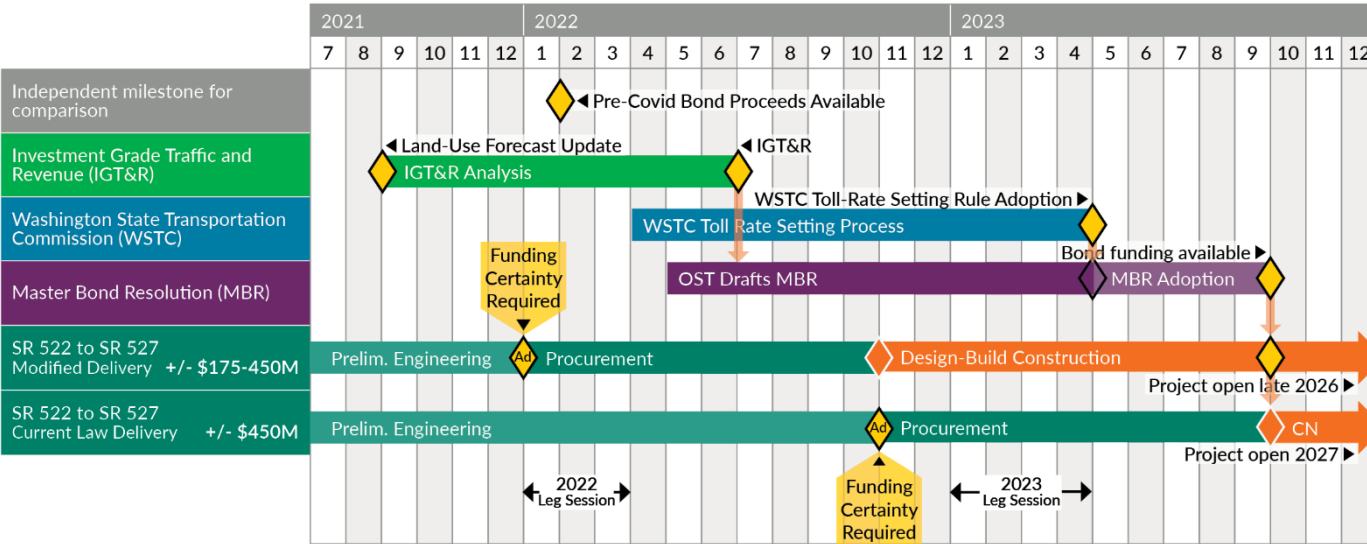 2021 2022 2023
7 8 9 10 11 12 1 2 3 4 5 6 7 8 9 10 11 12 1 2 3 4 5 6 7 8 9 10 11 12
Independent milestone for
comparison
Pre-Covid Bond Proceeds Available
Investment Grade Traffic and
Revenue (IGT&R)
Land-Use Forecast Update
IGT&R
IGT&R Analysis
Washington State Transportation
Commission (WSTC)
WSTC Toll-Rate Setting Rule Adoption
WSTC Toll Rate Setting Process
Master Bond Resolution (MBR)
Funding
Certainty
Required
Bond funding available
OST Drafts MBR
MBR Adoption
SR 522 to SR 527
Modified Delivery +/- $175-450M
Prelim. Engineering
Ad
Procurement
Design-Build Construction
Project open late 2026
SR 522 to SR 527
Current Law Delivery +/- $450M
Prelim. Engineering
Ad
Procurement
CN
Project open 2027
2022
Leg Session
Funding
Certainty
Required
2023
Leg Session